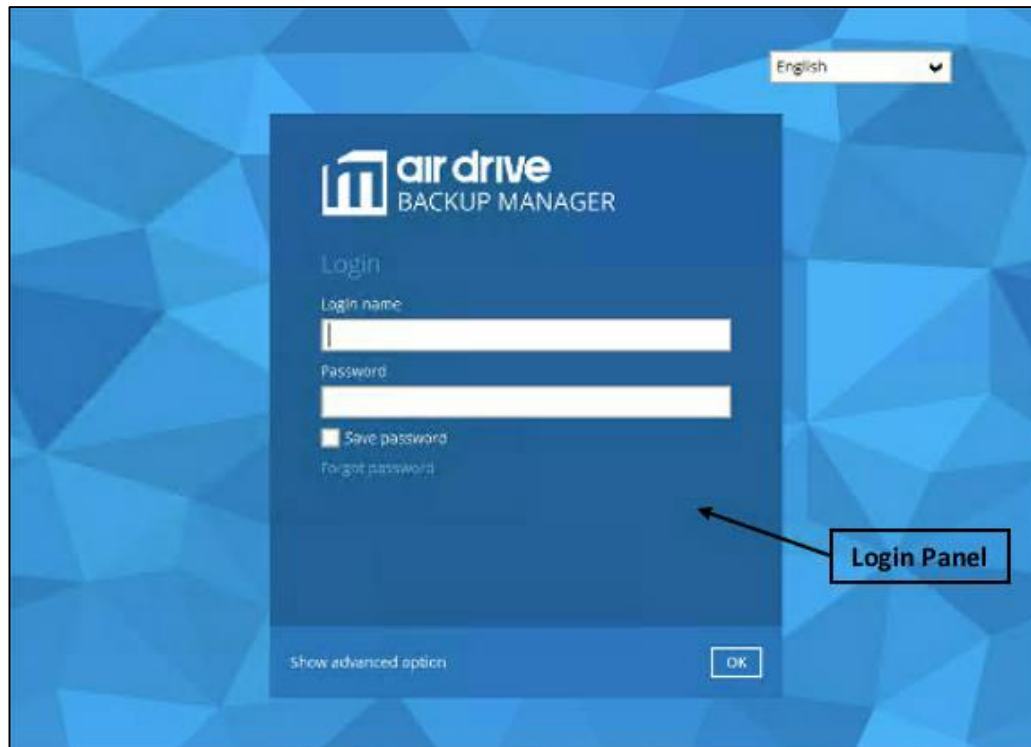 English
air drive
BACKUP MANAGER
Login
Login name
Password
Save password
Forgot password
Login Panel
Show advanced option
OK